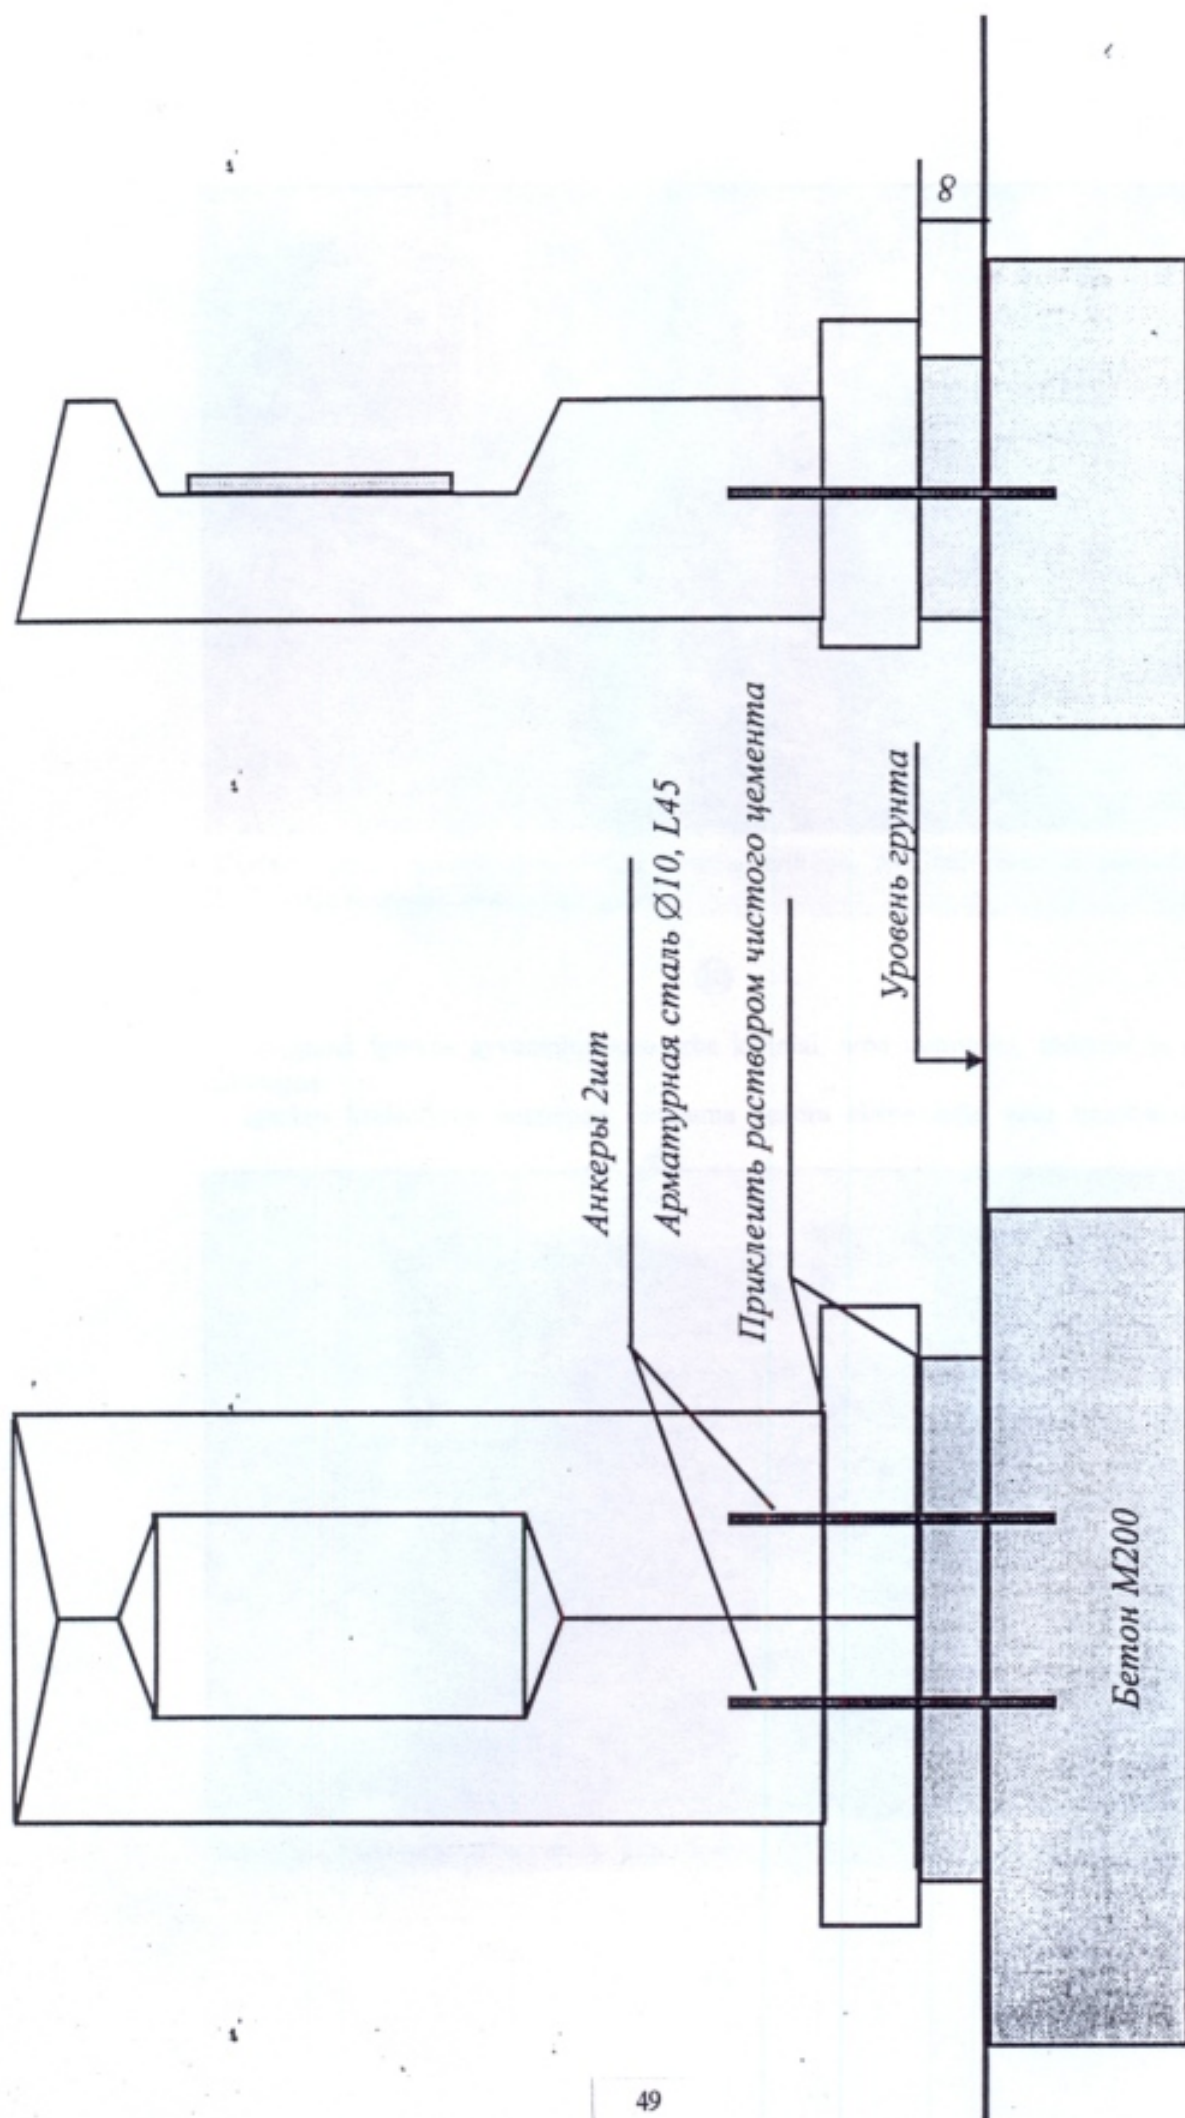 Анкеры 2шт
Арматурная сталь Ø10, L45
Приклеить раствором чистого цемента
Уровень грунта
8
Бетон М200
49